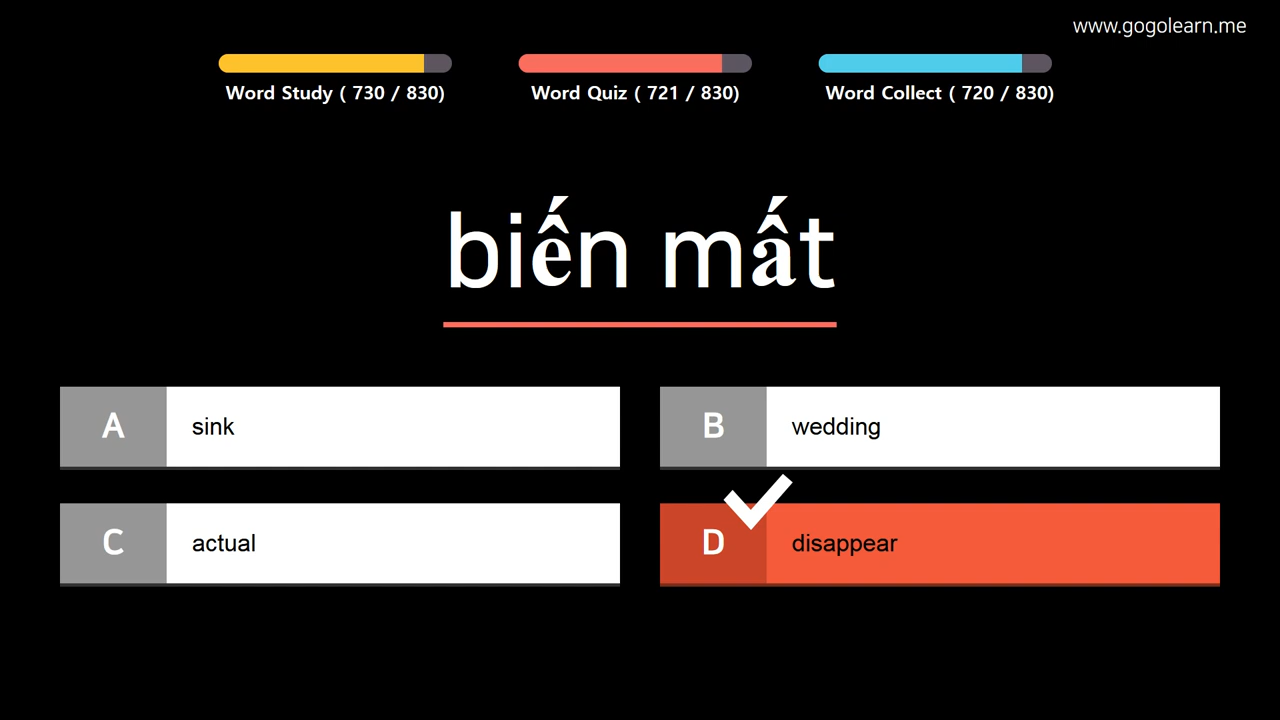 www.gogolearn.me
Word Study ( 730 / 830)
Word Quiz ( 721 / 830)
Word Collect ( 720 / 830)
biến mất
A sink
B wedding
C actual
D disappear